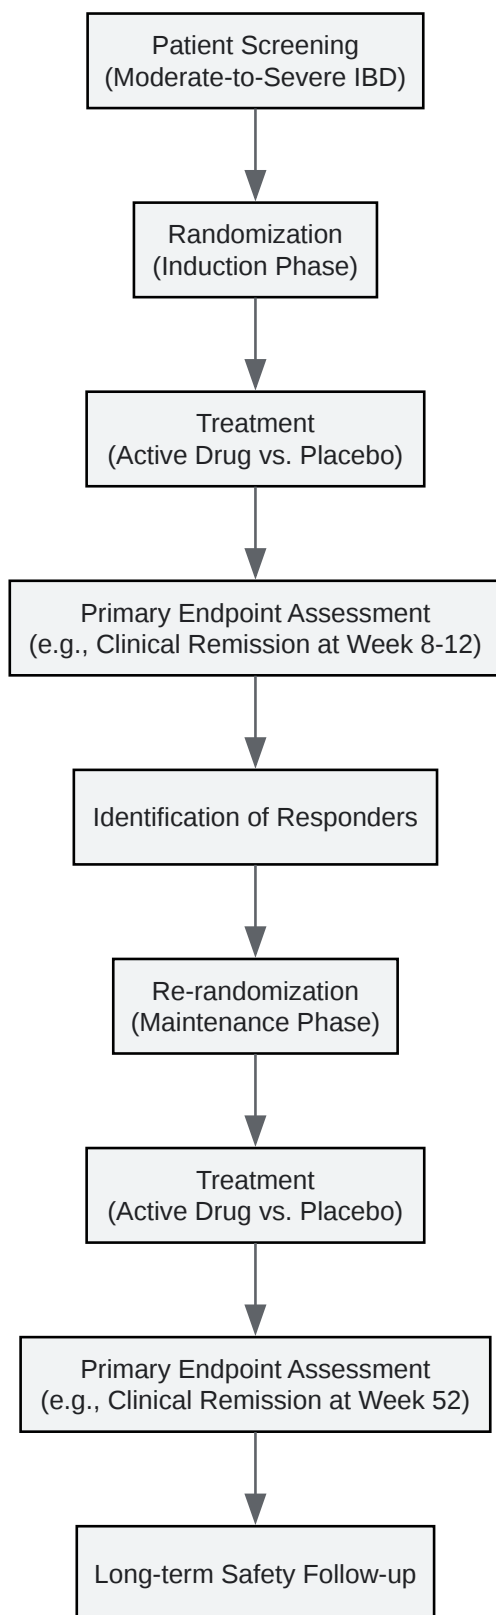 Patient Screening
(Moderate-to-Severe IBD)
Randomization
(Induction Phase)
Treatment
(Active Drug vs. Placebo)
Primary Endpoint Assessment
(e.g., Clinical Remission at Week 8-12)
Identification of Responders
Re-randomization
(Maintenance Phase)
Treatment
(Active Drug vs. Placebo)
Primary Endpoint Assessment
(e.g., Clinical Remission at Week 52)
Long-term Safety Follow-up